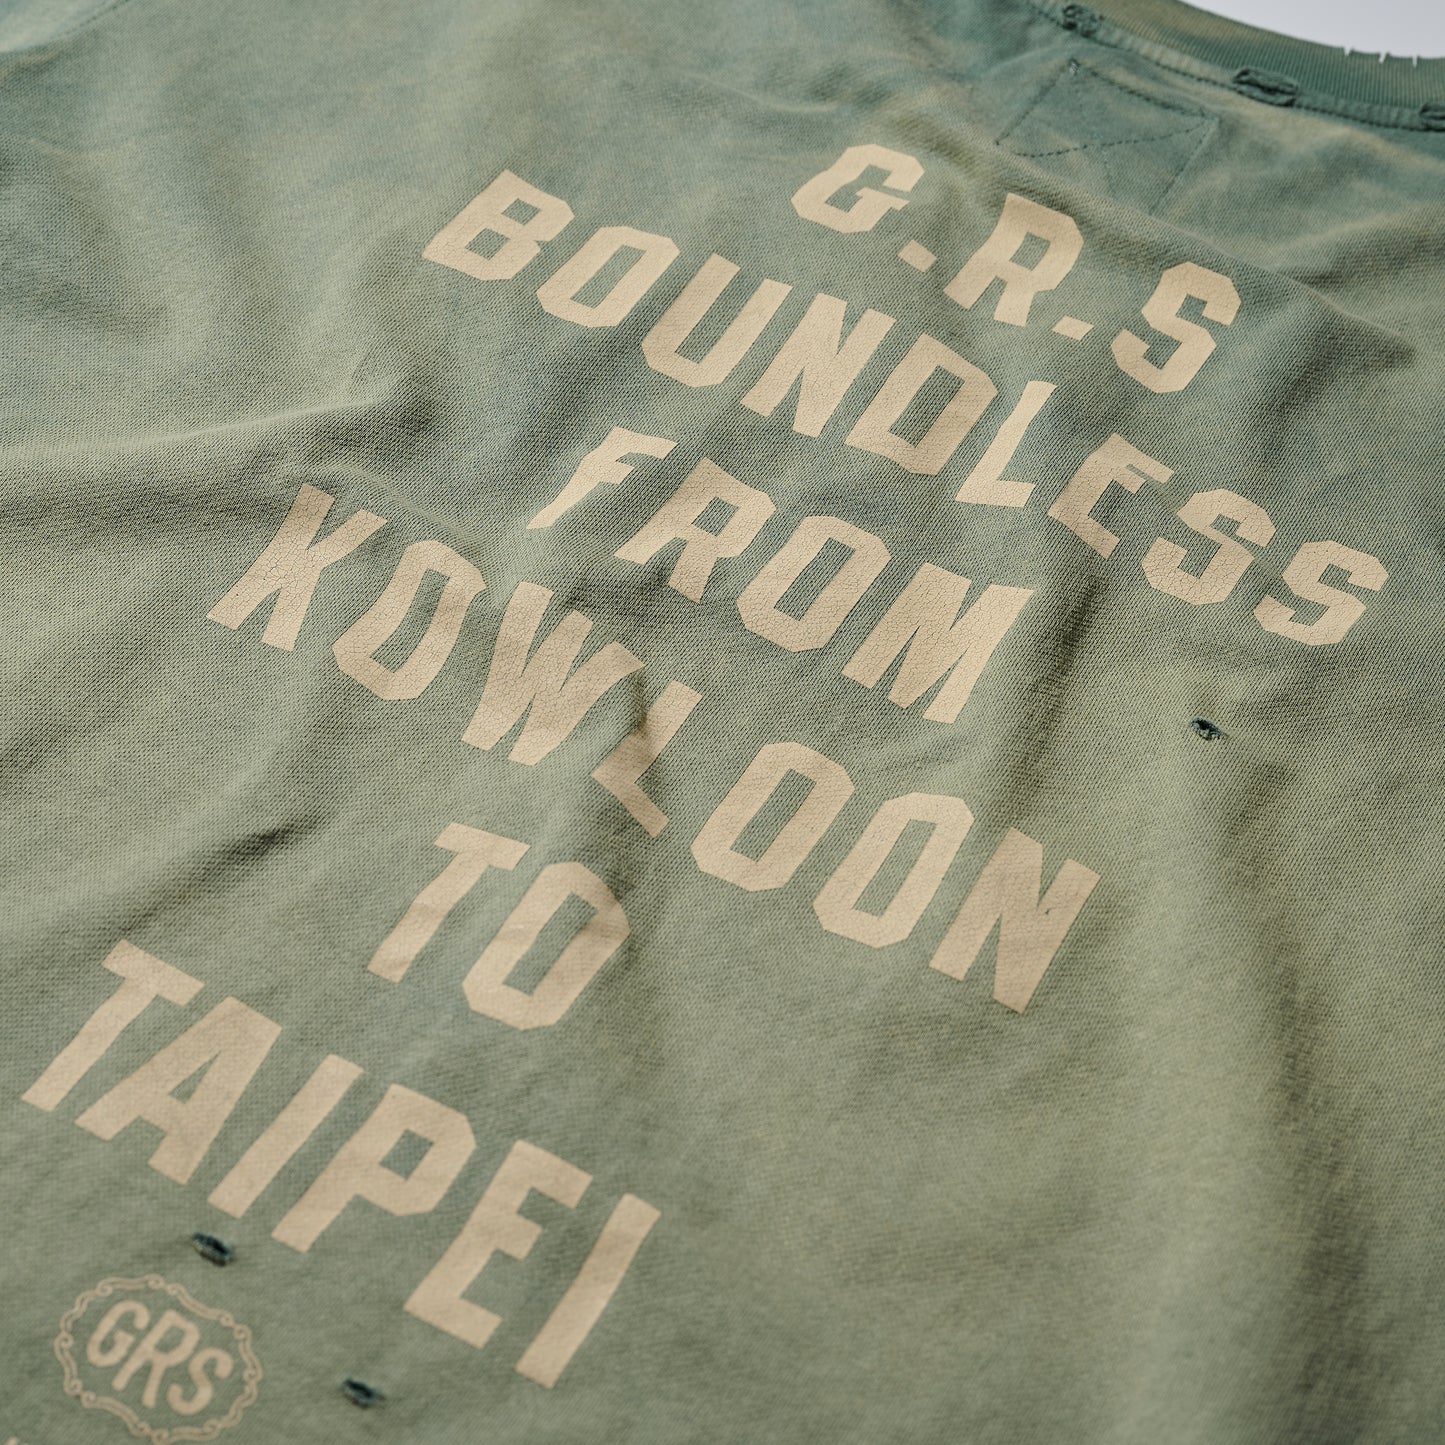 G.R.S
BOUNDLESS
FROM
KOWLOON
TO
TAIPEI
GRS